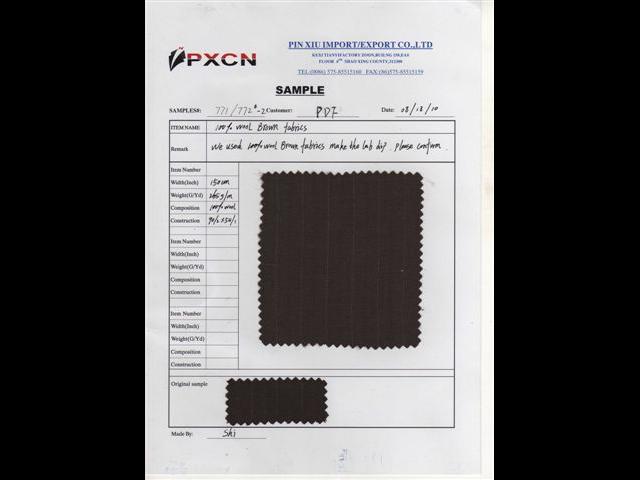 PXCN
PIN XIU IMPORT/EXPORT CO.,LTD
TEL:(0086) 575-85515160 FAX:(86)575-85515159
SAMPLE
SAMPLES#: 771/772#-2 Customer: PDF Date: 08/12/10
ITEM NAME 100% wool Brown fabrics
Remark We used 100% wool Brown fabrics make the lab dip. please confirm.
Item Number
Width(Inch) 150cm
Weight(G/Yd) 265g/m
Composition 100% wool
Construction
Item Number
Width(Inch)
Weight(G/Yd)
Composition
Construction
Item Number
Width(Inch)
Weight(G/Yd)
Composition
Construction
Original sample
Made By: Shi